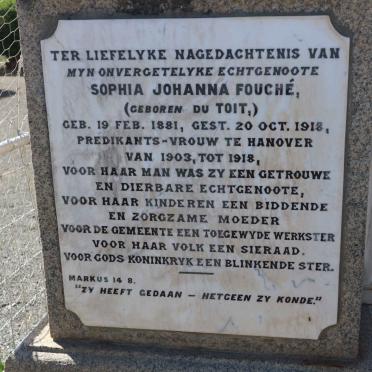 TER LIEFELYKE NAGEDACHTENIS VAN
MYN ONVERGETELYKE ECHTGENOOTE
SOPHIA JOHANNA FOUCHÉ,
(GEBOREN DU TOIT,)
GEB. 19 FEB. 1881, GEST. 20 OCT. 1918,
PREDIKANTS-VROUW TE HANOVER
VAN 1903, TOT 1918,
VOOR HAAR MAN WAS ZY EEN GETROUWE
EN DIERBARE ECHTGENOOTE,
VOOR HAAR KINDEREN EEN BIDDENDE
EN ZORGZAME MOEDER
VOOR DE GEMEENTE EEN TOEGEWYDE WERKSTER
VOOR HAAR VOLK EEN SIERAAD.
VOOR GODS KONINKRYK EEN BLINKENDE STER.
MARKUS 14 8.
"ZY HEEFT GEDAAN — HETGEEN ZY KONDE."